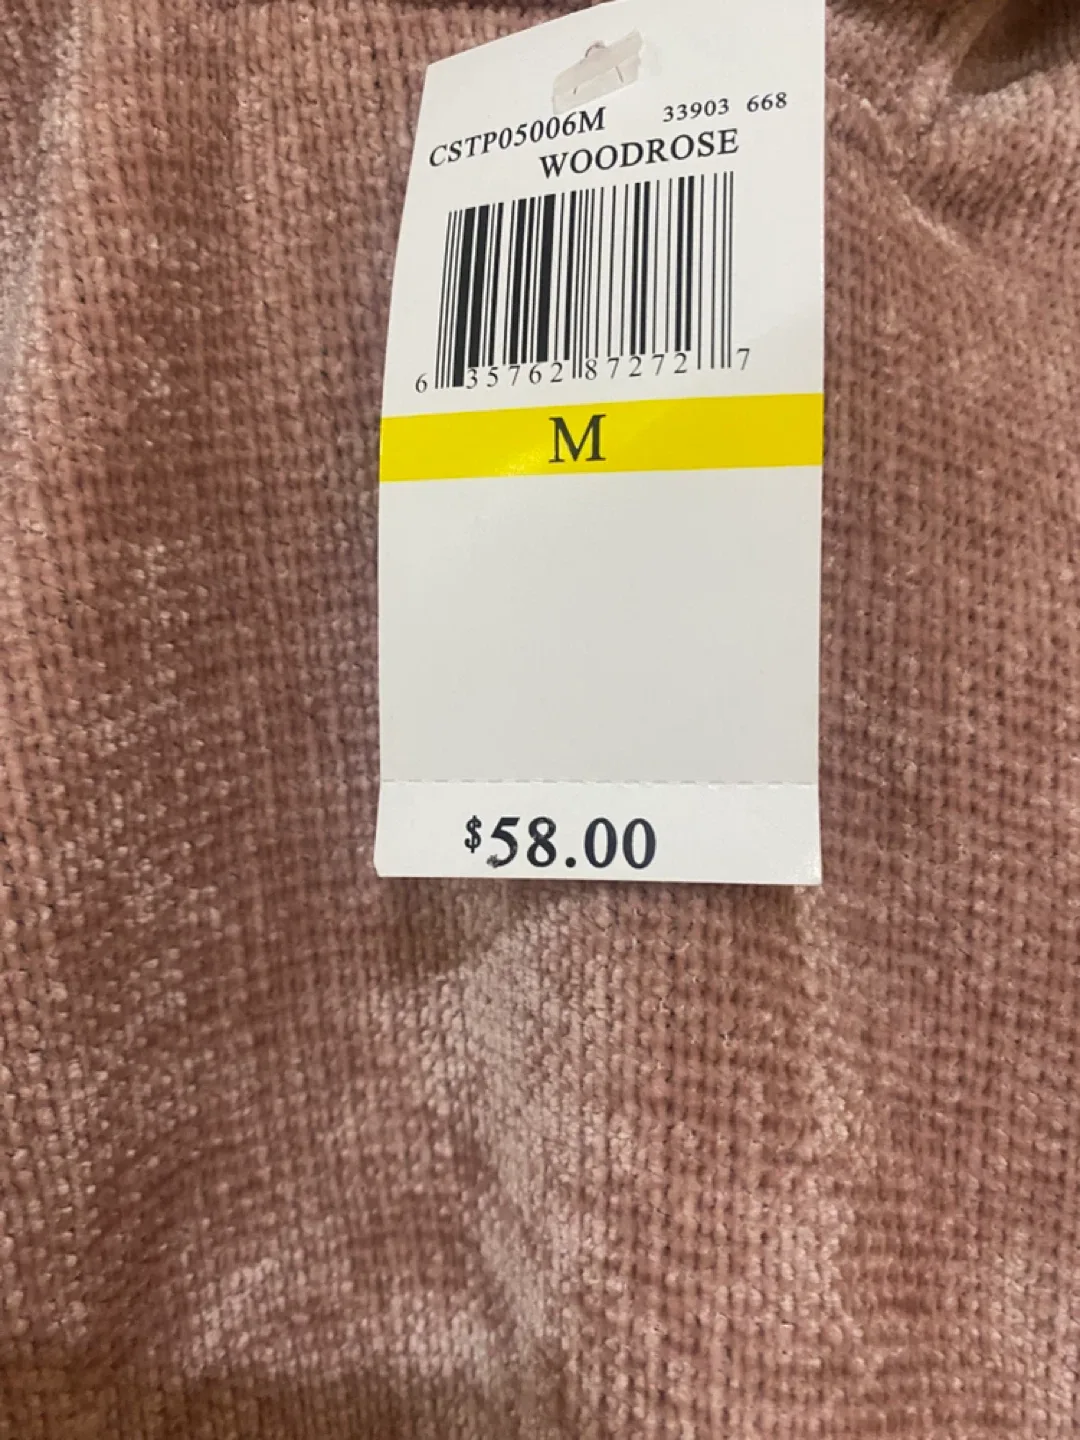 CSTP05006M 33903 668
WOODROSE
6 35762 87272 7
M
$58.00